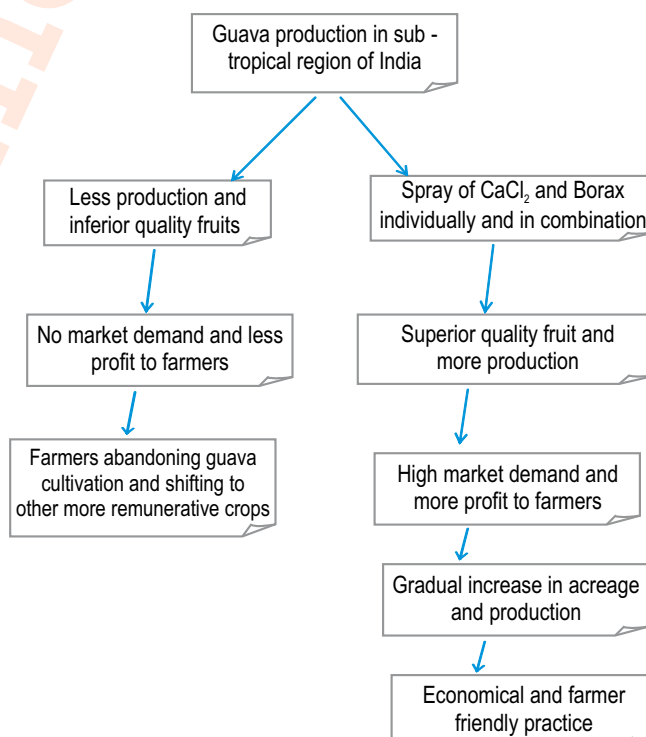 Guava production in sub -
tropical region of India
Less production and
inferior quality fruits
Spray of CaCl₂ and Borax
individually and in combination
No market demand and less
profit to farmers
Superior quality fruit and
more production
Farmers abandoning guava
cultivation and shifting to
other more remunerative crops
High market demand and
more profit to farmers
Gradual increase in acreage
and production
Economical and farmer
friendly practice